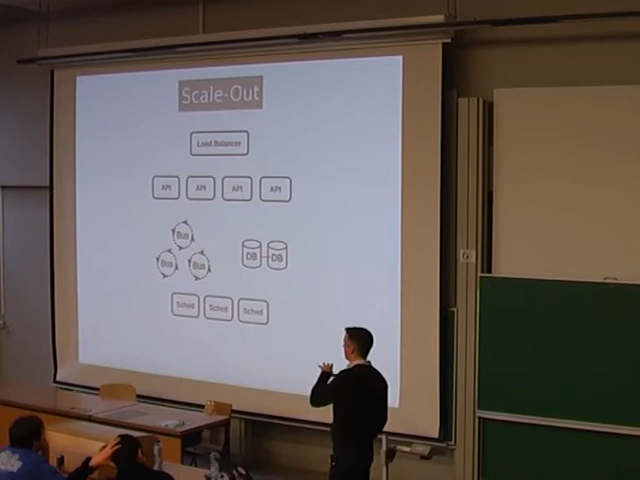 Scale-Out
Load Balancer
API API API API
Bus
DB DB
Bus Bus
Sched Sched Sched